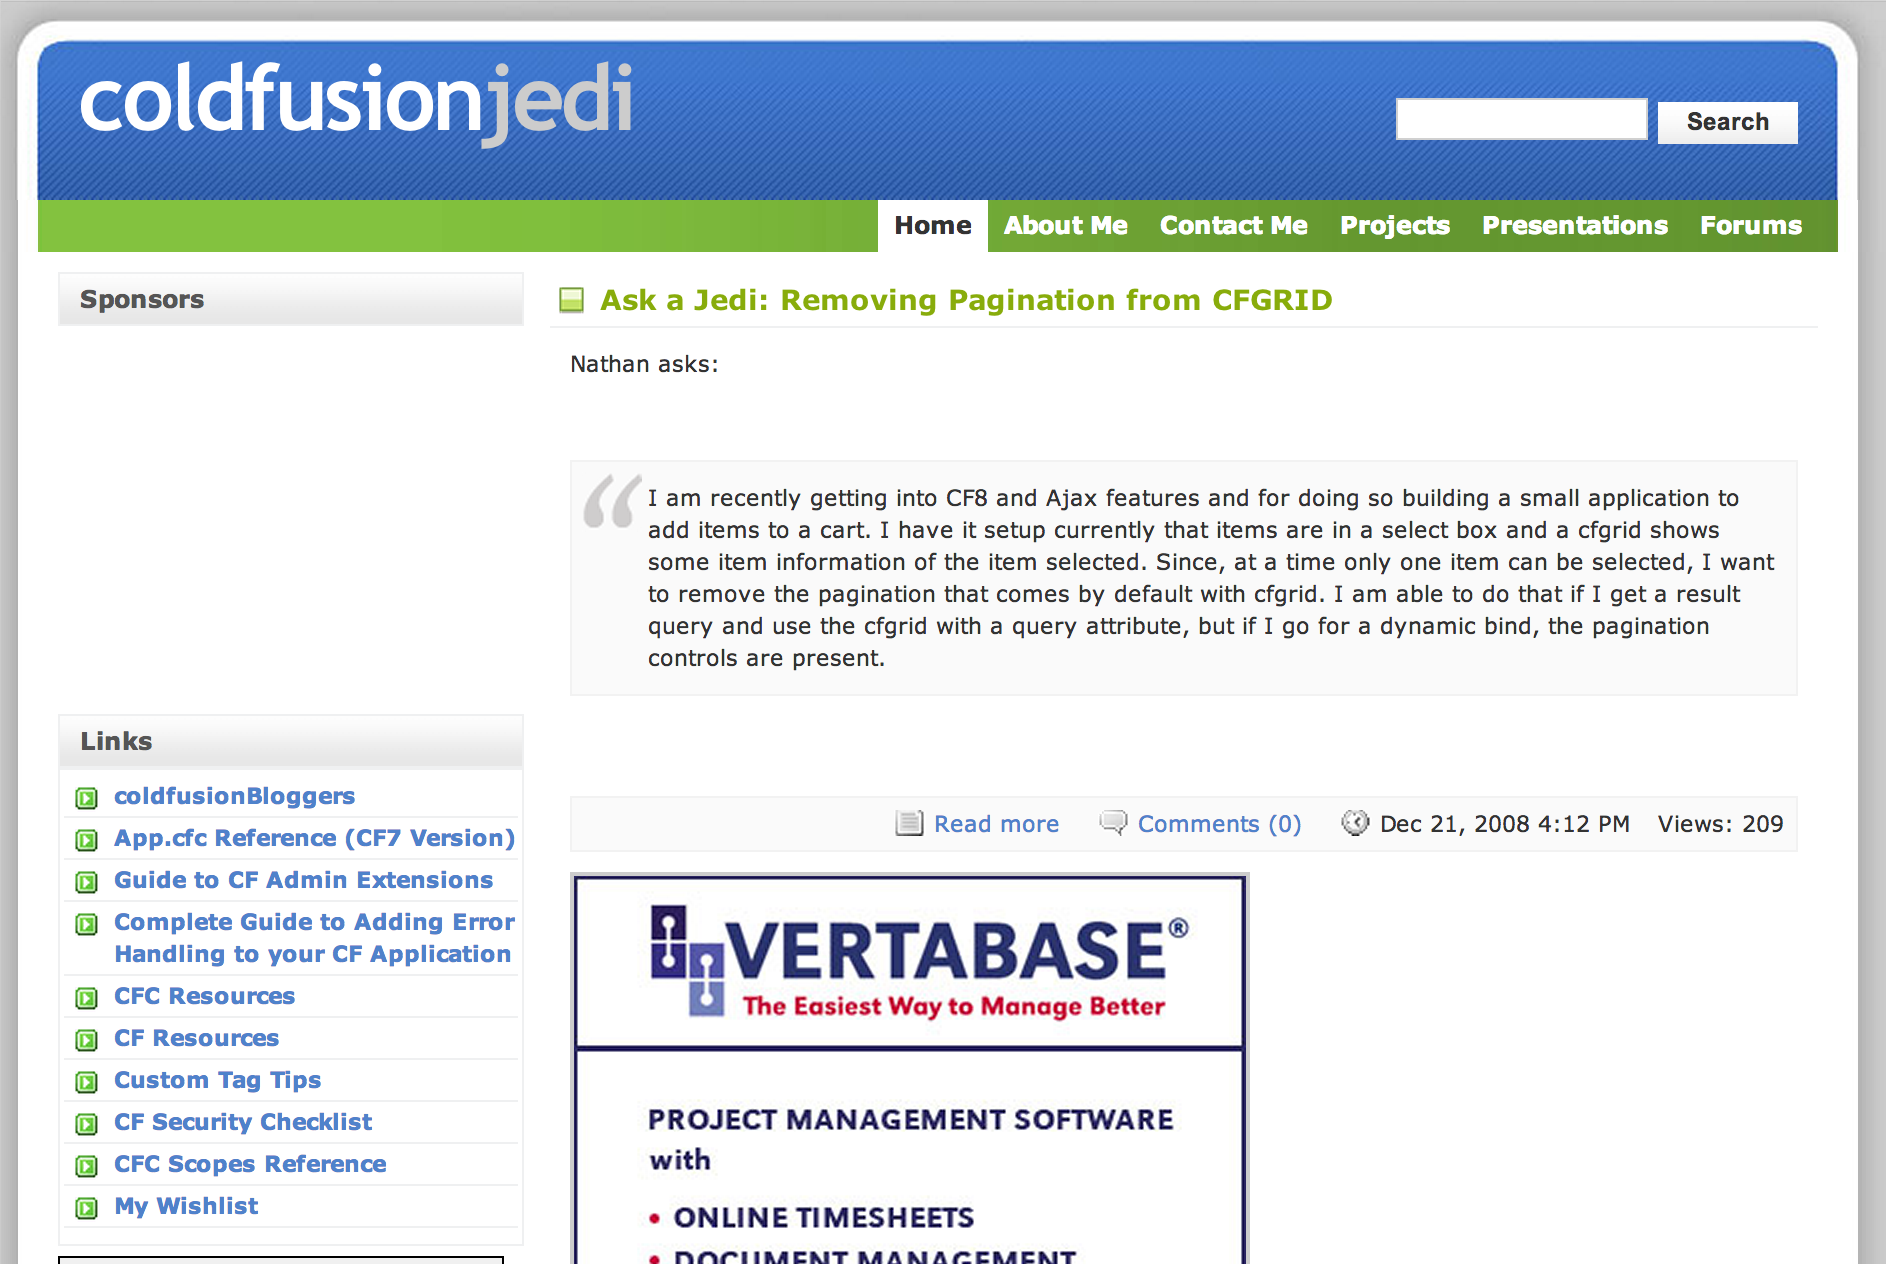 coldfusionjedi
Search
Home About Me Contact Me Projects Presentations Forums
Sponsors
Links
coldfusionBloggers
App.cfc Reference (CF7 Version)
Guide to CF Admin Extensions
Complete Guide to Adding Error
Handling to your CF Application
CFC Resources
CF Resources
Custom Tag Tips
CF Security Checklist
CFC Scopes Reference
My Wishlist
Ask a Jedi: Removing Pagination from CFGRID
Nathan asks:
“ I am recently getting into CF8 and Ajax features and for doing so building a small application to
add items to a cart. I have it setup currently that items are in a select box and a cfgrid shows
some item information of the item selected. Since, at a time only one item can be selected, I want
to remove the pagination that comes by default with cfgrid. I am able to do that if I get a result
query and use the cfgrid with a query attribute, but if I go for a dynamic bind, the pagination
controls are present.
Read more Comments (0) Dec 21, 2008 4:12 PM Views: 209
VERTABASE®
The Easiest Way to Manage Better
PROJECT MANAGEMENT SOFTWARE
with
• ONLINE TIMESHEETS
• DOCUMENT MANAGEMENT